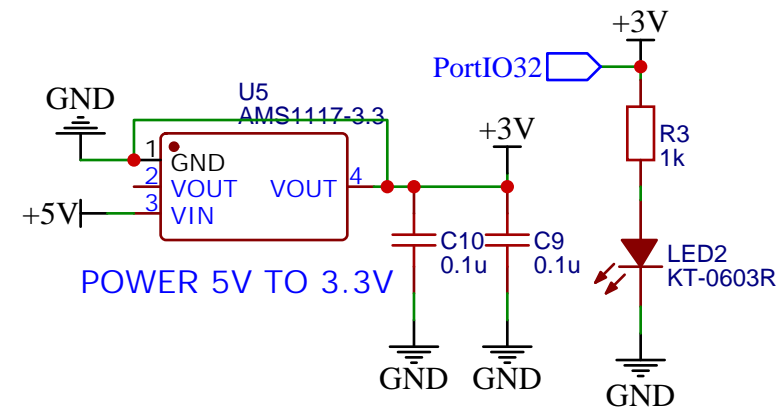 +3V
PortIO32
U5
AMS1117-3.3
GND
+3V
1
GND
R3
1k
2
VOUT
VOUT
4
+5V
3
VIN
C10
0.1u
C9
0.1u
LED2
KT-0603R
POWER 5V TO 3.3V
GND
GND
GND